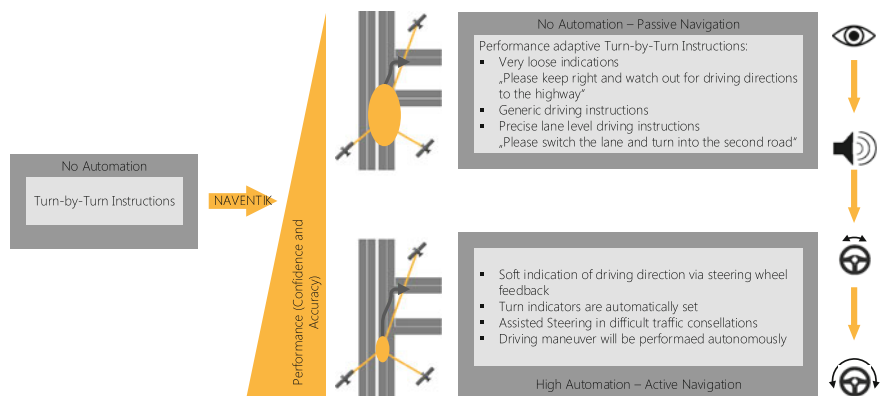 No Automation
Turn-by-Turn Instructions
NAVENTIK
Performance (Confidence and
Accuracy)
No Automation – Passive Navigation
Performance adaptive Turn-by-Turn Instructions:
▪ Very loose indications
„Please keep right and watch out for driving directions
to the highway“
▪ Generic driving instructions
▪ Precise lane level driving instructions
„Please switch the lane and turn into the second road“
▪ Soft indication of driving direction via steering wheel
feedback
▪ Turn indicators are automatically set
▪ Assisted Steering in difficult traffic consellations
▪ Driving maneuver will be performaed autonomously
High Automation – Active Navigation